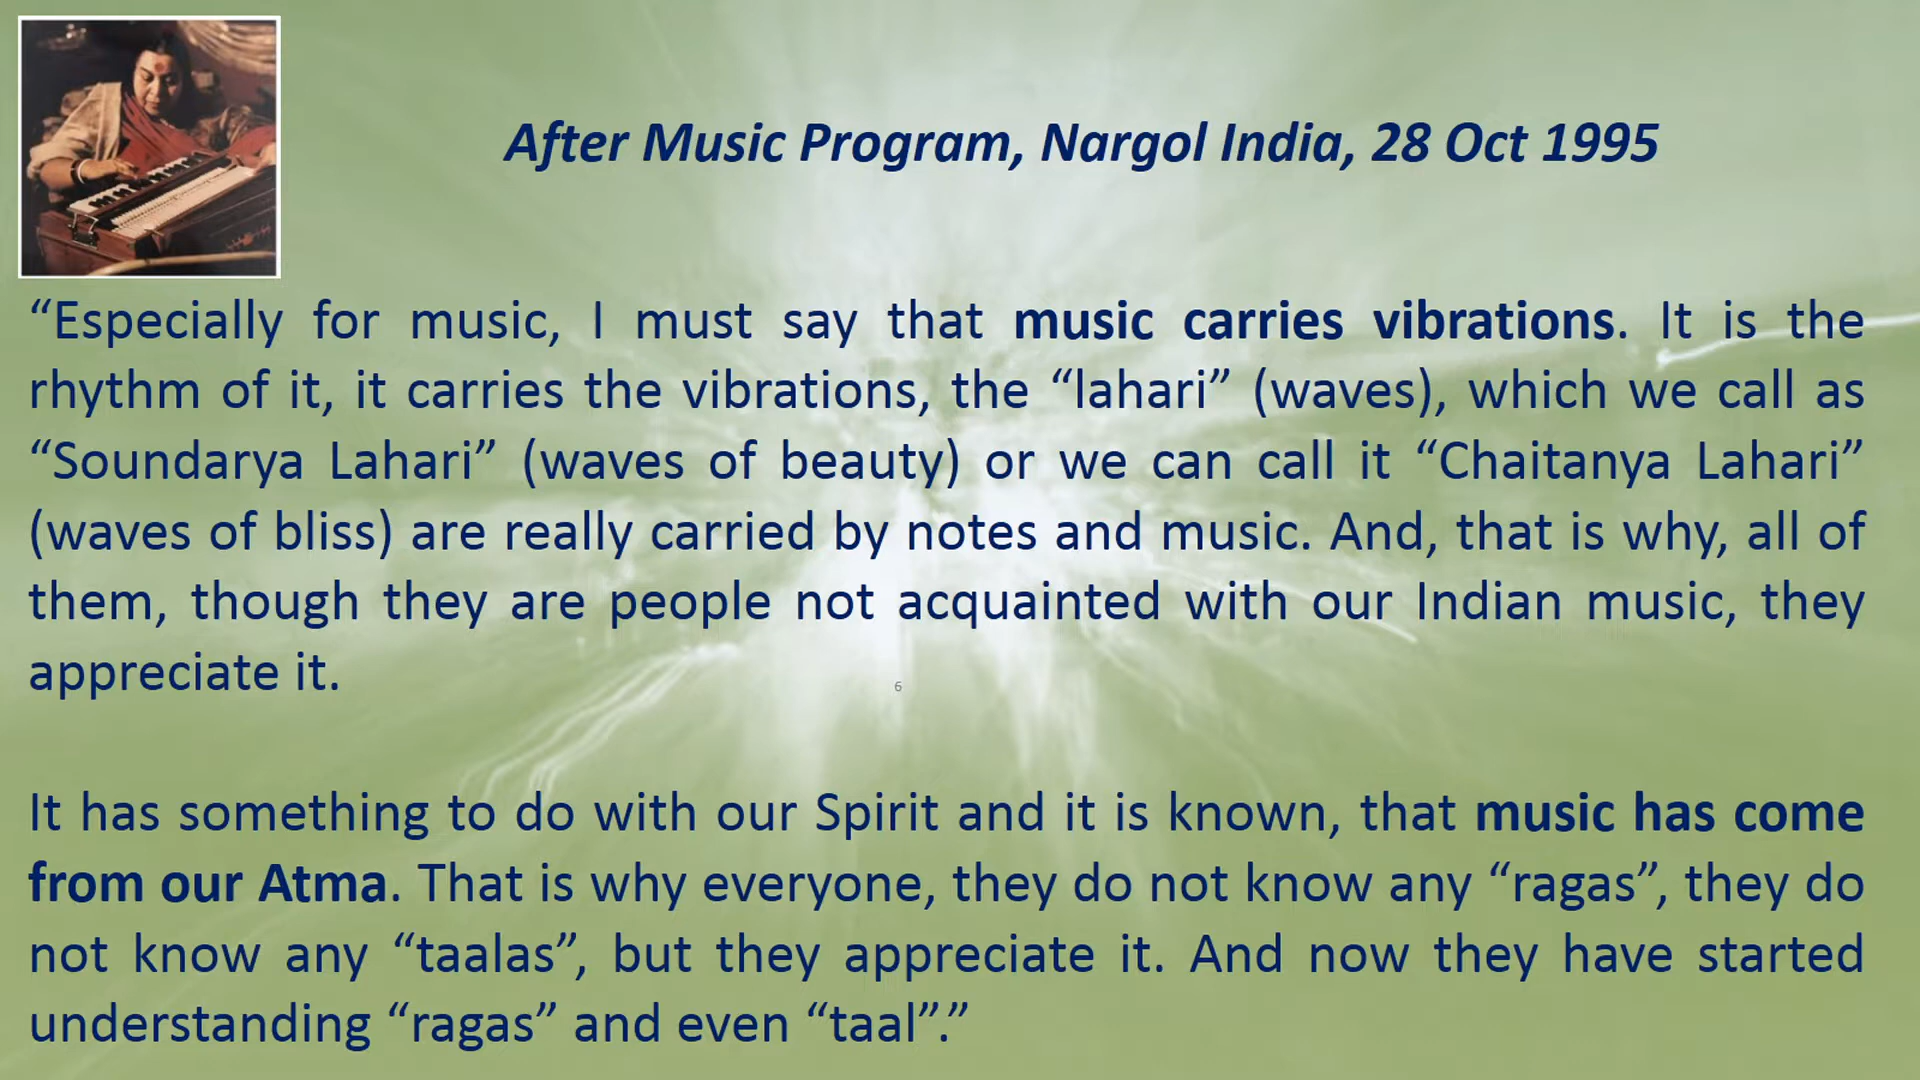 After Music Program, Nargol India, 28 Oct 1995
“Especially for music, I must say that music carries vibrations. It is the
rhythm of it, it carries the vibrations, the “lahari” (waves), which we call as
“Soundarya Lahari” (waves of beauty) or we can call it “Chaitanya Lahari”
(waves of bliss) are really carried by notes and music. And, that is why, all of
them, though they are people not acquainted with our Indian music, they
appreciate it.
6
It has something to do with our Spirit and it is known, that music has come
from our Atma. That is why everyone, they do not know any “ragas”, they do
not know any “taalas”, but they appreciate it. And now they have started
understanding “ragas” and even “taal”.”